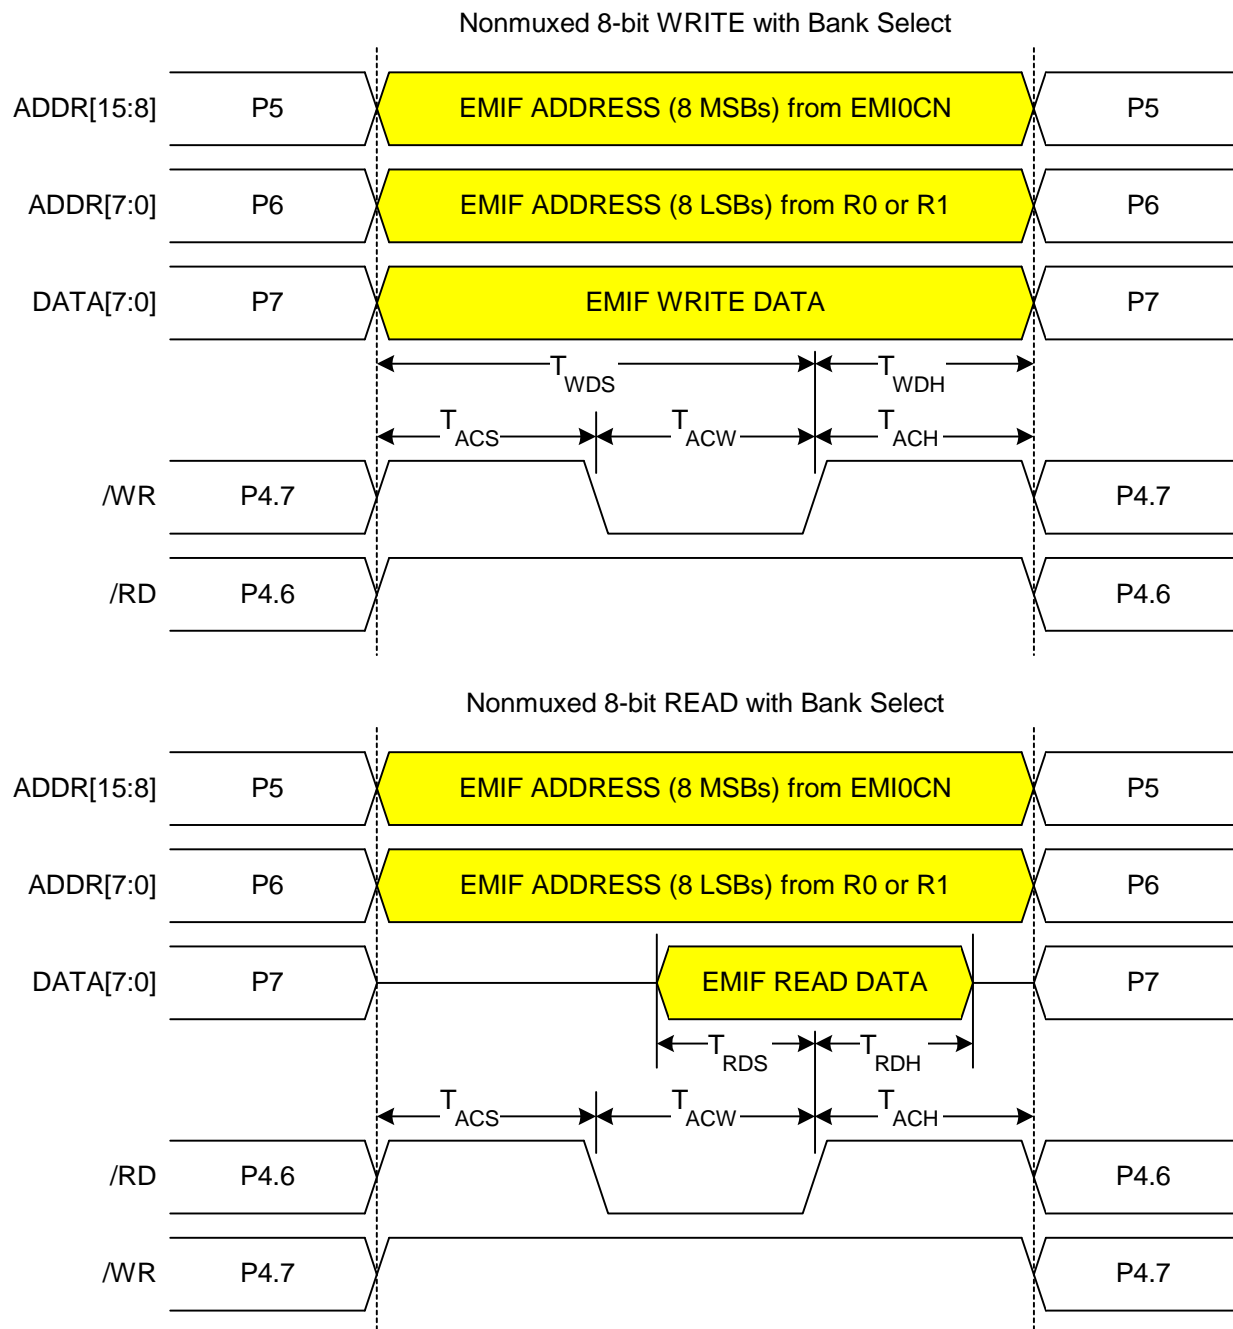 Nonmuxed 8-bit WRITE with Bank Select
ADDR[15:8] P5 EMIF ADDRESS (8 MSBs) from EMI0CN P5
ADDR[7:0] P6 EMIF ADDRESS (8 LSBs) from R0 or R1 P6
DATA[7:0] P7 EMIF WRITE DATA P7
TWDS TWDH
TACS TACW TACH
/WR P4.7 P4.7
/RD P4.6 P4.6
Nonmuxed 8-bit READ with Bank Select
ADDR[15:8] P5 EMIF ADDRESS (8 MSBs) from EMI0CN P5
ADDR[7:0] P6 EMIF ADDRESS (8 LSBs) from R0 or R1 P6
DATA[7:0] P7 EMIF READ DATA P7
TRDS TRDH
TACS TACW TACH
/RD P4.6 P4.6
/WR P4.7 P4.7